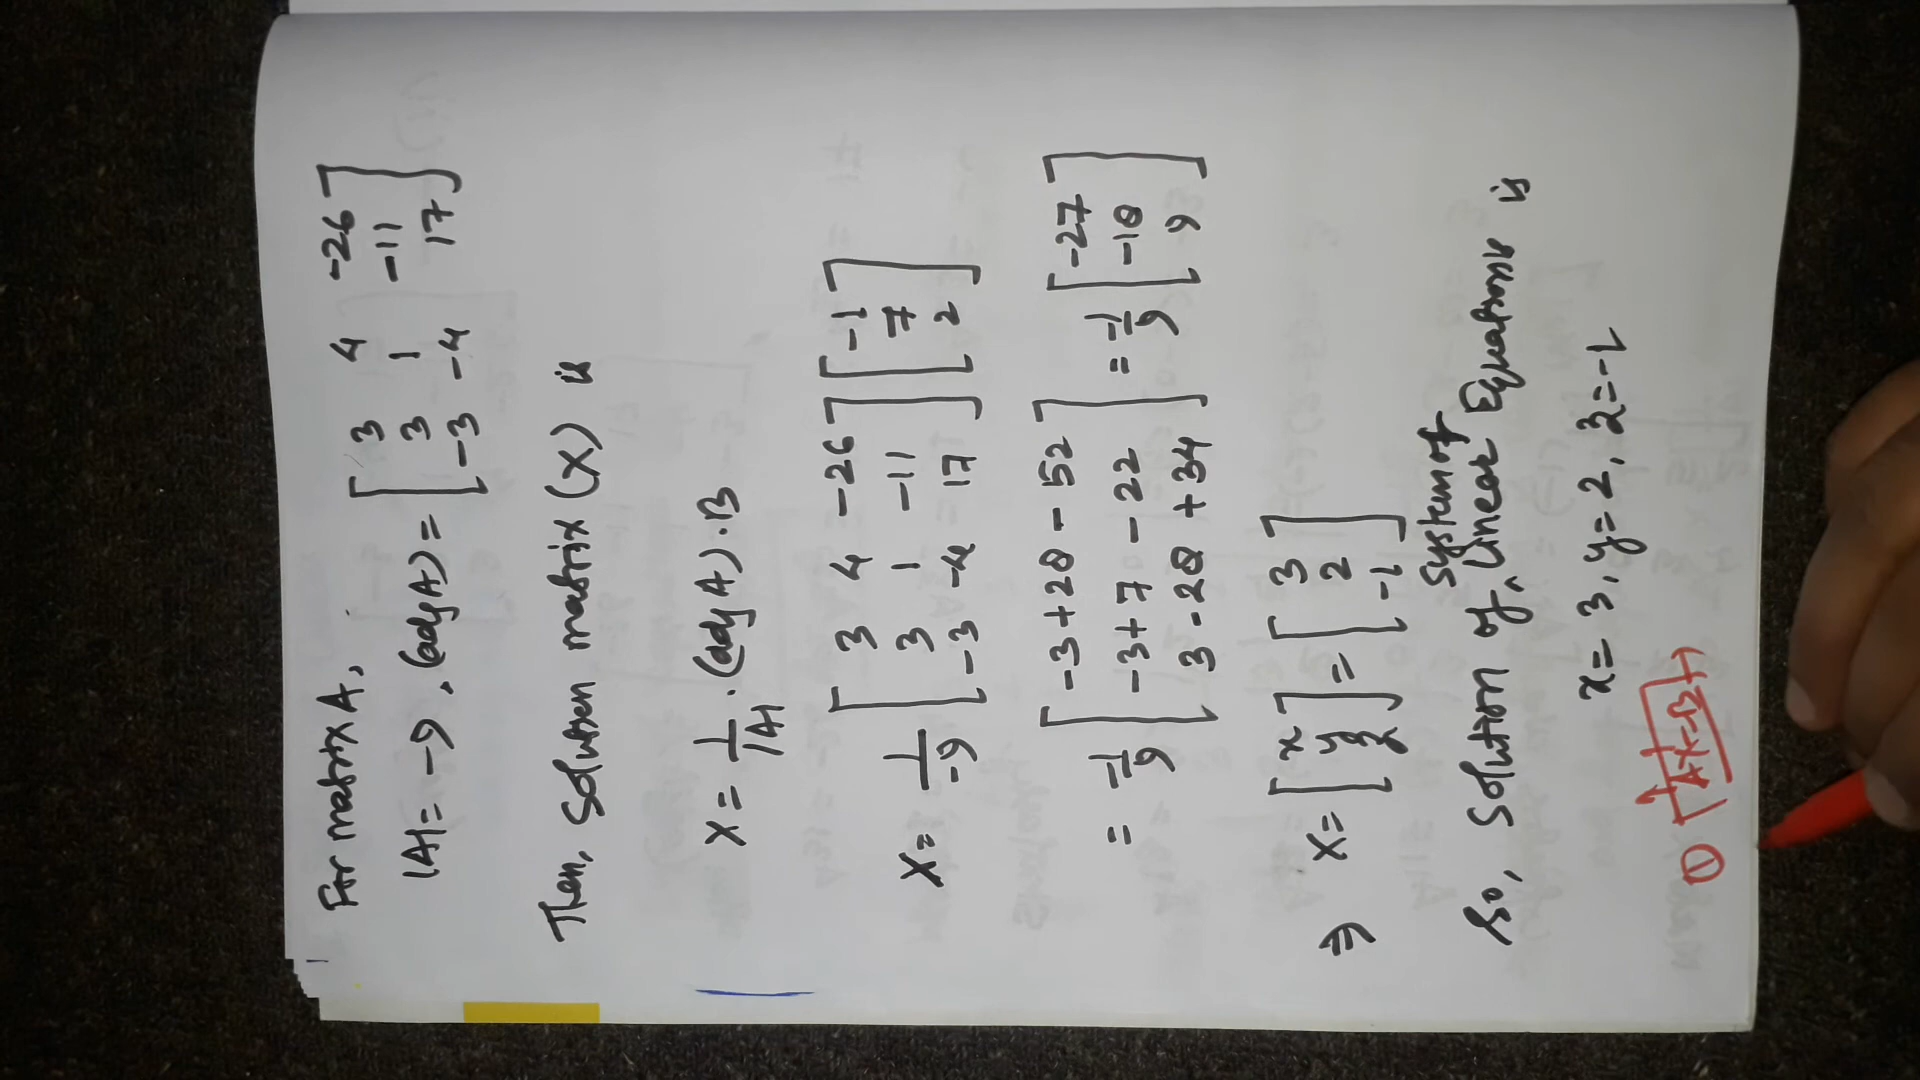 For matrix A,
|A| = -9, (adj A) = [ 3 4 -26
3 1 -11
-3 -4 17 ]
Then, solution matrix (X) is
X = 1/|A| . (adj A) . B
X = 1/-9 [ 3 4 -26
3 1 -11
-3 -4 17 ] [ -1
7
2 ]
= -1/9 [ -3 + 28 - 52
-3 + 7 - 22
3 - 28 + 34 ] = -1/9 [ -27
-18
9 ]
⇒ X = [ x
y
z ] = [ 3
2
-1 ]
So, solution of system of Linear Equations is
x = 3, y = 2, z = -1
① AX=B